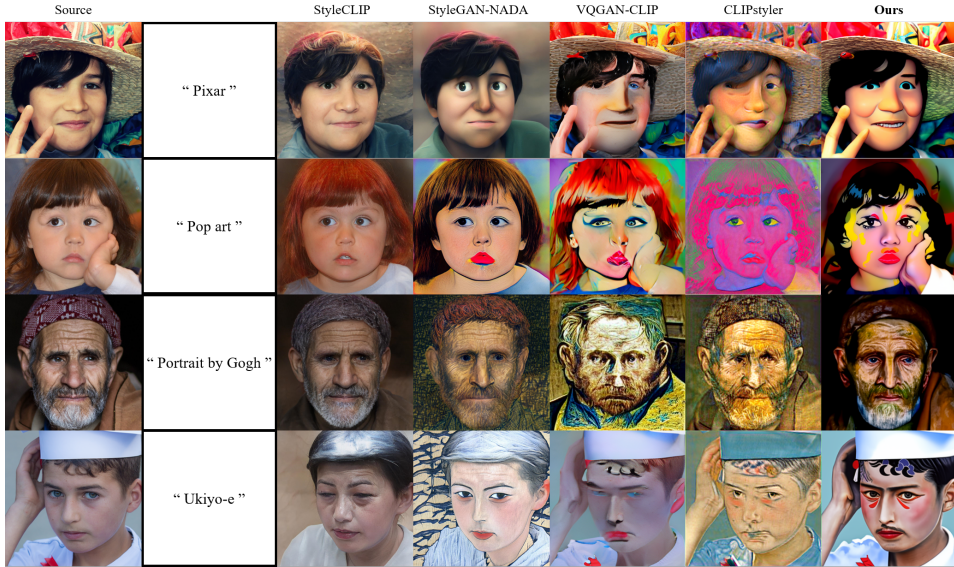 Source StyleCLIP StyleGAN-NADA VQGAN-CLIP CLIPstyler Ours
“ Pixar ”
“ Pop art ”
“ Portrait by Gogh ”
“ Ukiyo-e ”